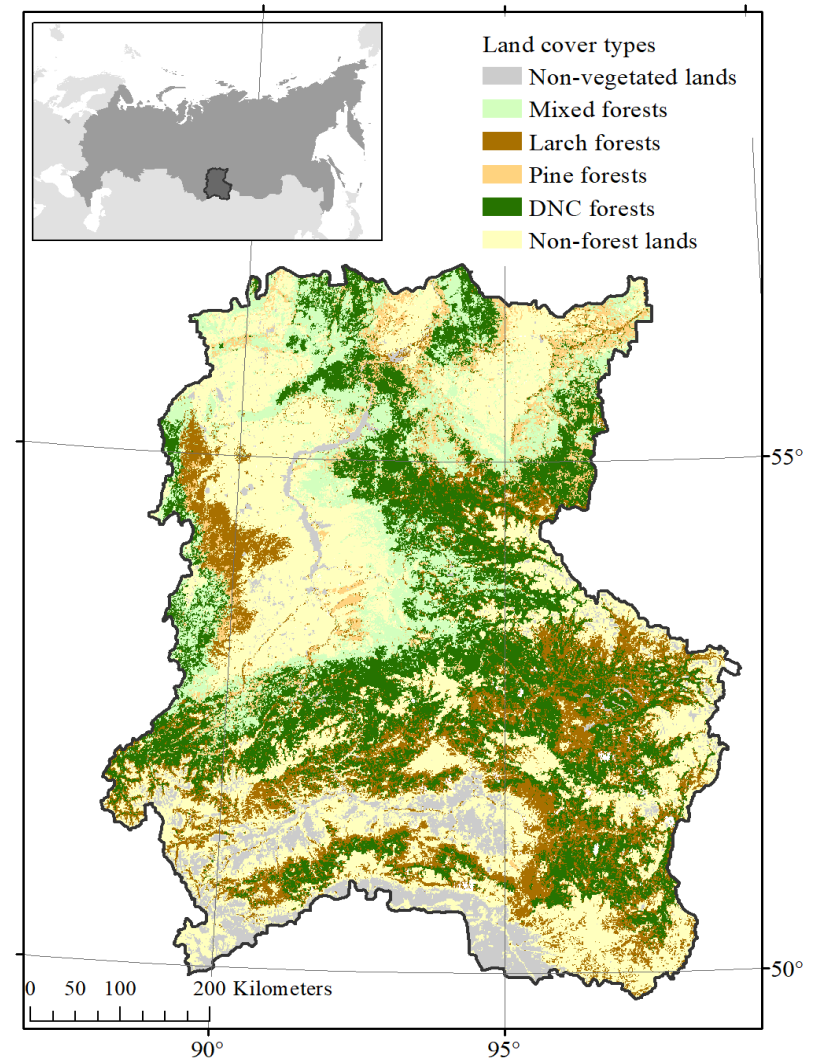 Land cover types
Non-vegetated lands
Mixed forests
Larch forests
Pine forests
DNC forests
Non-forest lands
55°
50°
0 50 100 200 Kilometers
90° 95°